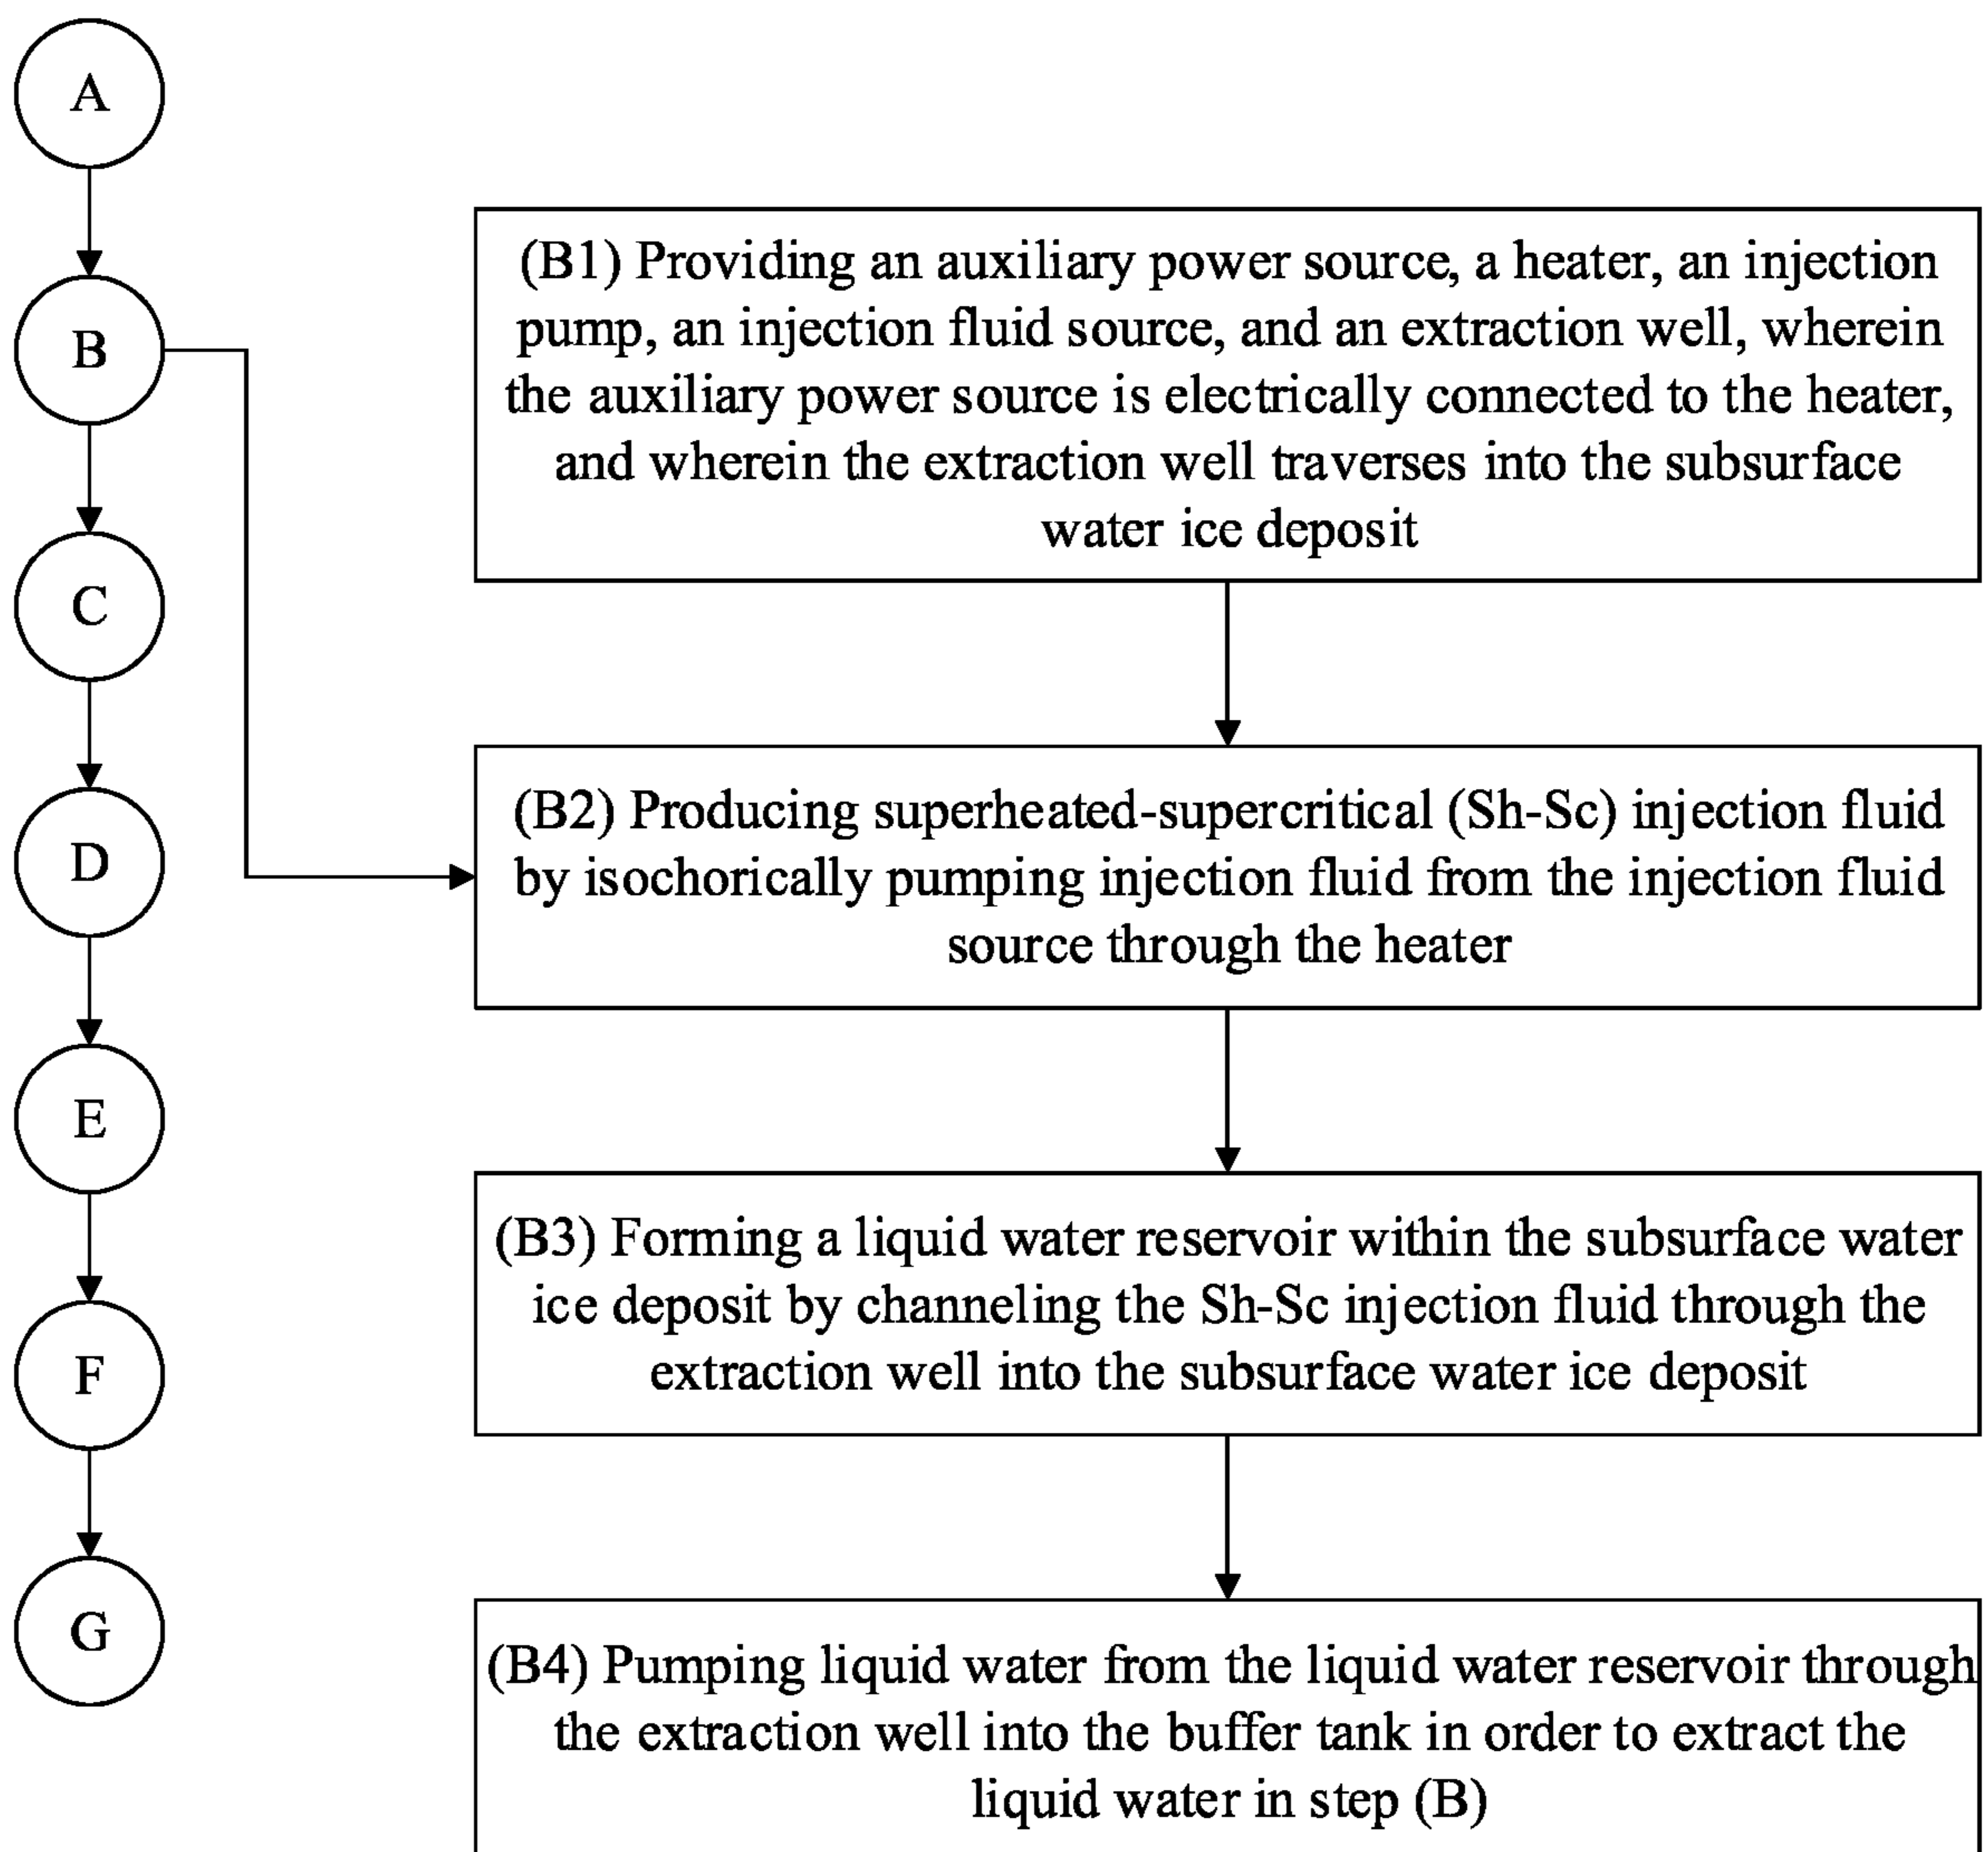 A
B
C
D
E
F
G
(B1) Providing an auxiliary power source, a heater, an injection
pump, an injection fluid source, and an extraction well, wherein
the auxiliary power source is electrically connected to the heater,
and wherein the extraction well traverses into the subsurface
water ice deposit
(B2) Producing superheated-supercritical (Sh-Sc) injection fluid
by isochorically pumping injection fluid from the injection fluid
source through the heater
(B3) Forming a liquid water reservoir within the subsurface water
ice deposit by channeling the Sh-Sc injection fluid through the
extraction well into the subsurface water ice deposit
(B4) Pumping liquid water from the liquid water reservoir through
the extraction well into the buffer tank in order to extract the
liquid water in step (B)